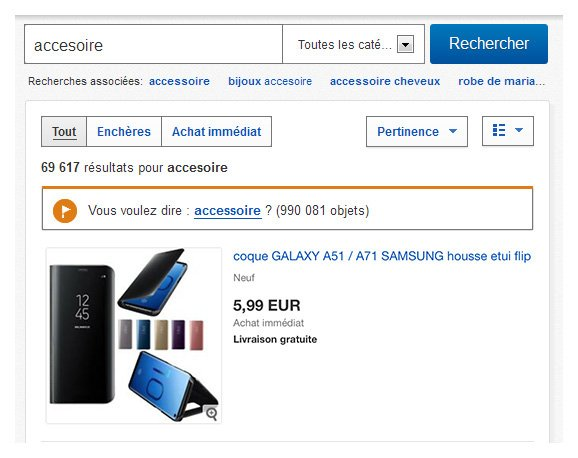 accesoire
Toutes les caté...
Rechercher
Recherches associées: accessoire bijoux accesoire accessoire cheveux robe de maria...
Tout Enchères Achat immédiat Pertinence
69 617 résultats pour accesoire
Vous voulez dire : accessoire ? (990 081 objets)
coque GALAXY A51 / A71 SAMSUNG housse etui flip
Neuf
5,99 EUR
Achat immédiat
Livraison gratuite
12
45